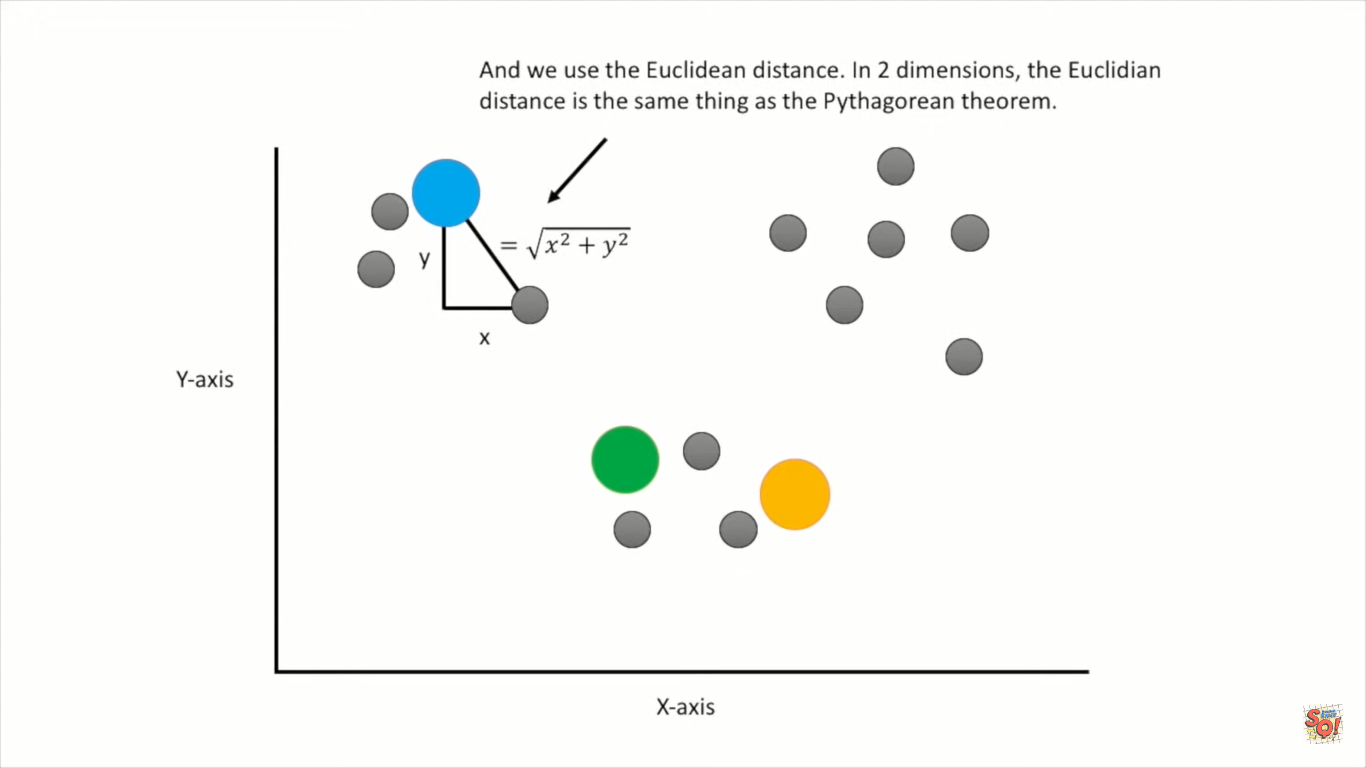 And we use the Euclidean distance. In 2 dimensions, the Euclidian
distance is the same thing as the Pythagorean theorem.
= √x² + y²
y
x
Y-axis
X-axis
SQ!